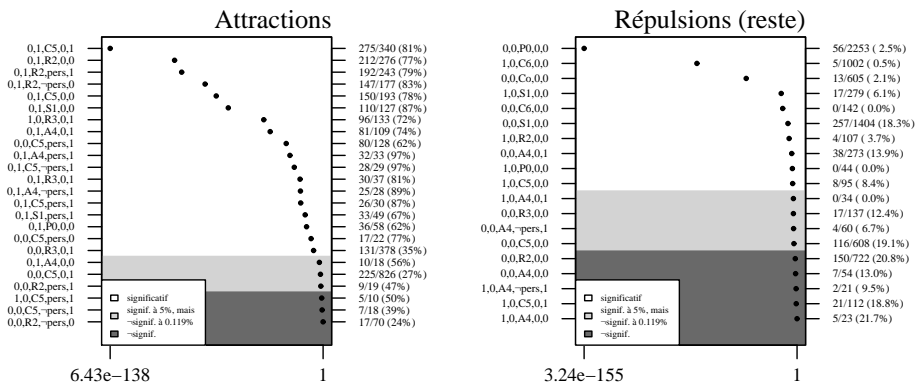 Attractions
0,1,C5,0,1 275/340 (81%)
0,1,R2,0,0 212/276 (77%)
0,1,R2,pers,1 192/243 (79%)
0,1,R2,¬pers,0 147/177 (83%)
0,1,C5,0,0 150/193 (78%)
0,1,S1,0,0 110/127 (87%)
1,0,R3,0,1 96/133 (72%)
0,1,A4,0,1 81/109 (74%)
0,0,C5,pers,1 80/128 (62%)
0,1,A4,pers,1 32/33 (97%)
0,1,C5,¬pers,1 28/29 (97%)
0,1,R3,0,1 30/37 (81%)
0,1,A4,¬pers,1 25/28 (89%)
0,1,C5,pers,1 26/30 (87%)
0,1,S1,pers,1 33/49 (67%)
0,1,P0,0,0 36/58 (62%)
0,0,C5,pers,0 17/22 (77%)
0,0,R3,0,1 131/378 (35%)
0,1,A4,0,0 10/18 (56%)
0,0,C5,0,1 225/826 (27%)
0,0,R2,pers,1 9/19 (47%)
1,0,C5,pers,1 5/10 (50%)
0,0,C5,¬pers,1 7/18 (39%)
0,0,R2,¬pers,0 17/70 (24%)
significatif
signif. à 5%, mais
¬signif. à 0.119%
¬signif.
6.43e−138 1
Répulsions (reste)
0,0,P0,0,0 56/2253 ( 2.5%)
1,0,C6,0,0 5/1002 ( 0.5%)
0,0,Co,0,0 13/605 ( 2.1%)
1,0,S1,0,0 17/279 ( 6.1%)
0,0,C6,0,0 0/142 ( 0.0%)
0,0,S1,0,0 257/1404 (18.3%)
1,0,R2,0,0 4/107 ( 3.7%)
0,0,A4,0,1 38/273 (13.9%)
1,0,P0,0,0 0/44 ( 0.0%)
1,0,C5,0,0 8/95 ( 8.4%)
1,0,A4,0,1 0/34 ( 0.0%)
0,0,R3,0,0 17/137 (12.4%)
0,0,A4,¬pers,1 4/60 ( 6.7%)
0,0,C5,0,0 116/608 (19.1%)
0,0,R2,0,0 150/722 (20.8%)
0,0,A4,0,0 7/54 (13.0%)
1,0,A4,¬pers,1 2/21 ( 9.5%)
1,0,C5,0,1 21/112 (18.8%)
1,0,A4,0,0 5/23 (21.7%)
significatif
signif. à 5%, mais
¬signif. à 0.119%
¬signif.
3.24e−155 1